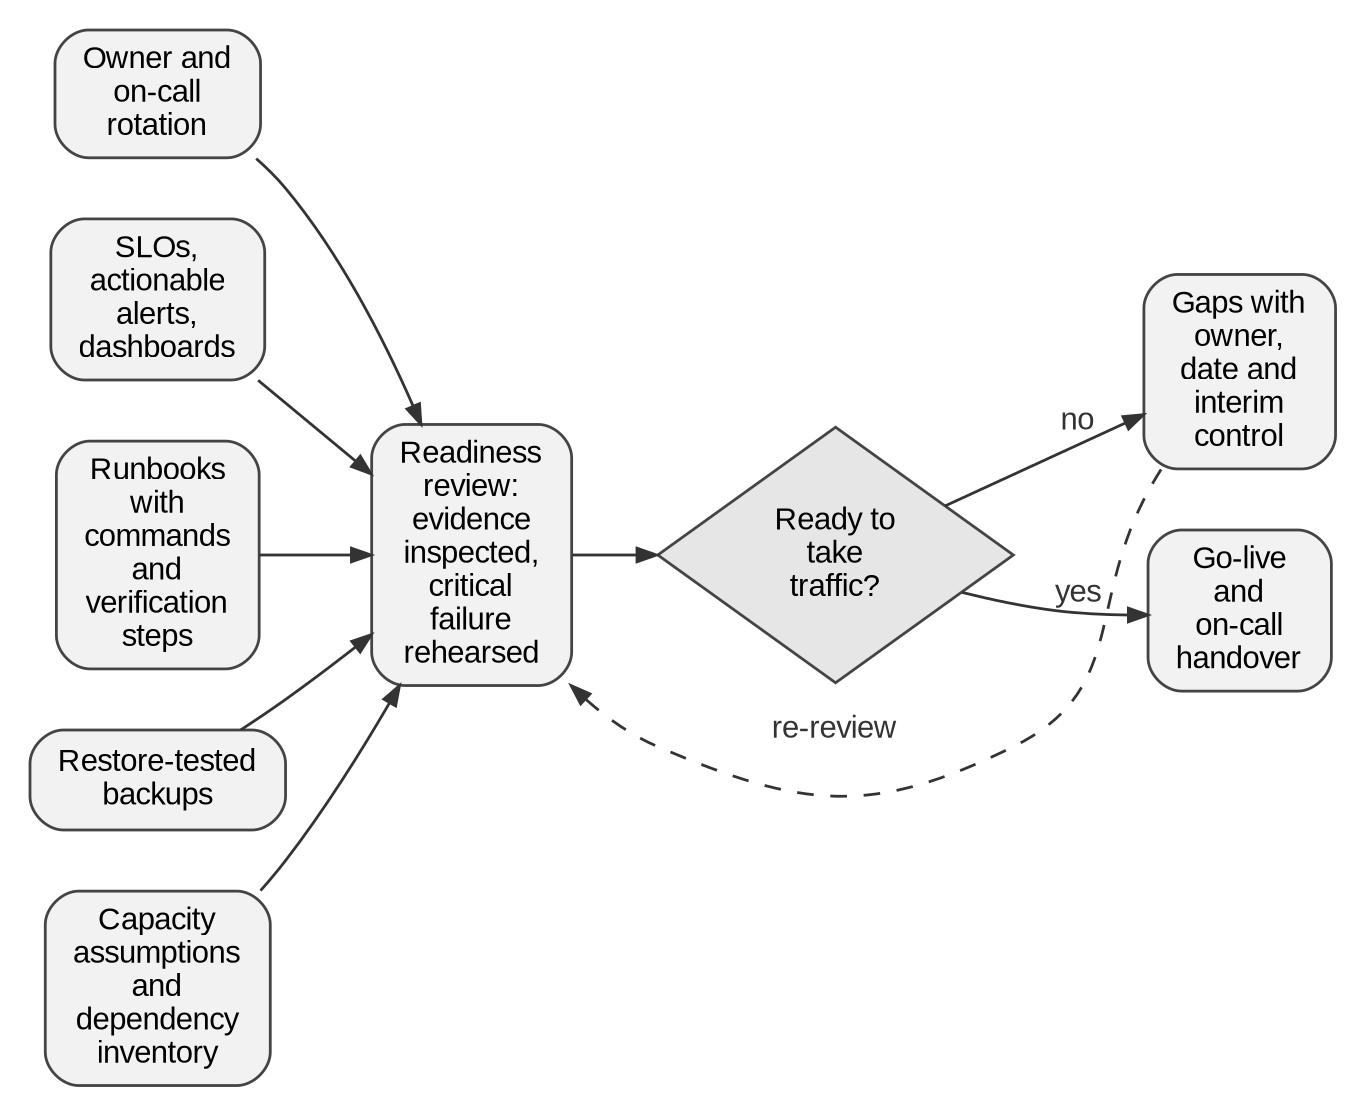 Owner and
on-call
rotation
SLOs,
actionable
alerts,
dashboards
Runbooks
with
commands
and
verification
steps
Restore-tested
backups
Capacity
assumptions
and
dependency
inventory
Readiness
review:
evidence
inspected,
critical
failure
rehearsed
Ready to
take
traffic?
no
yes
re-review
Gaps with
owner,
date and
interim
control
Go-live
and
on-call
handover